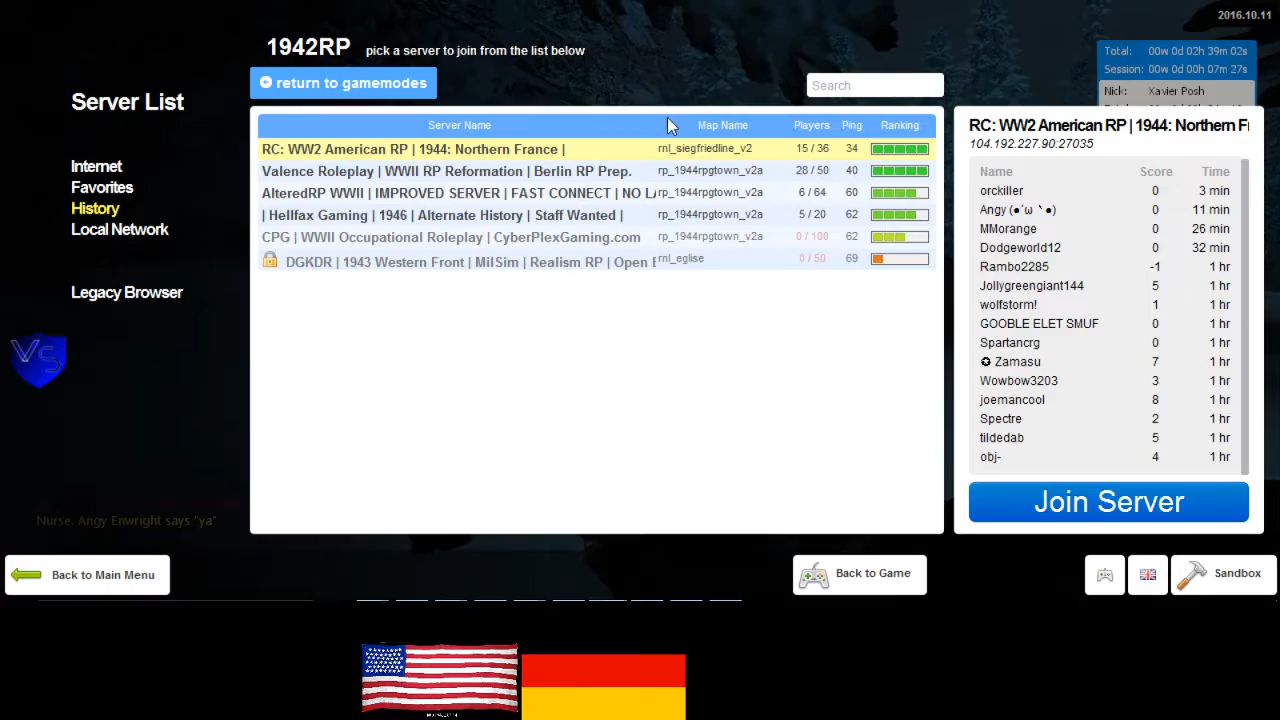 2016.10.11
1942RP pick a server to join from the list below
Total: 00w 0d 02h 39m 02s
Session: 00w 0d 00h 07m 27s
Nick: Xavier Posh
return to gamemodes
Search
Server List
Internet
Favorites
History
Local Network
Legacy Browser
VS
Server Name Map Name Players Ping Ranking
RC: WW2 American RP | 1944: Northern France | rnl_siegfriedline_v2 15 / 36 34
Valence Roleplay | WWII RP Reformation | Berlin RP Prep. rp_1944rpgtown_v2a 28 / 50 40
AlteredRP WWII | IMPROVED SERVER | FAST CONNECT | NO LA rp_1944rpgtown_v2a 6 / 64 60
| Hellfax Gaming | 1946 | Alternate History | Staff Wanted | rp_1944rpgtown_v2a 5 / 20 62
CPG | WWII Occupational Roleplay | CyberPlexGaming.com rp_1944rpgtown_v2a 0 / 100 62
DGKDR | 1943 Western Front | MilSim | Realism RP | Open E rnl_eglise 0 / 50 69
RC: WW2 American RP | 1944: Northern Fr
104.192.227.90:27035
Name Score Time
orckiller 0 3 min
Angy (●´ω｀●) 0 11 min
MMorange 0 26 min
Dodgeworld12 0 32 min
Rambo2285 -1 1 hr
Jollygreengiant144 5 1 hr
wolfstorm! 1 1 hr
GOOBLE ELET SMUF 0 1 hr
Spartancrg 0 1 hr
✪ Zamasu 7 1 hr
Wowbow3203 3 1 hr
joemancool 8 1 hr
Spectre 2 1 hr
tildedab 5 1 hr
obj- 4 1 hr
Join Server
Nurse. Angy Enwright says "ya"
Back to Main Menu
Back to Game
Sandbox